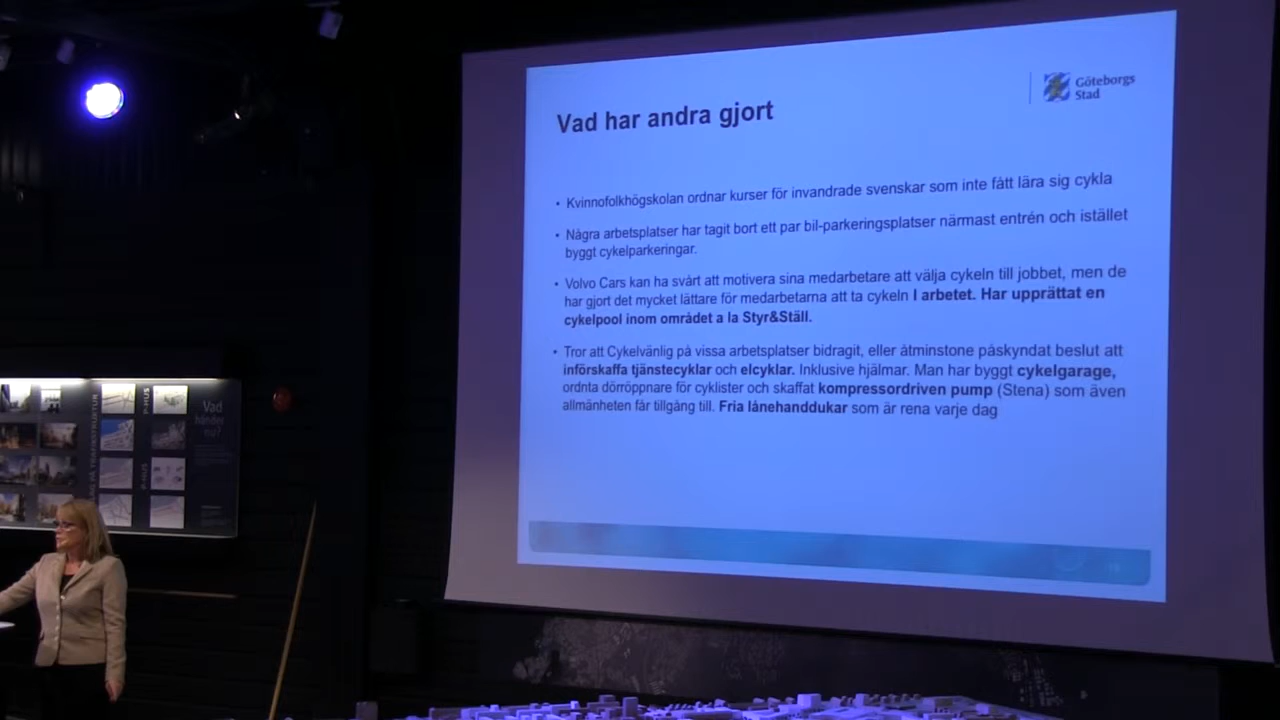 Göteborgs
Stad
Vad har andra gjort
• Kvinnofolkhögskolan ordnar kurser för invandrade svenskar som inte fått lära sig cykla
• Några arbetsplatser har tagit bort ett par bil-parkeringsplatser närmast entrén och istället
byggt cykelparkeringar.
• Volvo Cars kan ha svårt att motivera sina medarbetare att välja cykeln till jobbet, men de
har gjort det mycket lättare för medarbetarna att ta cykeln I arbetet. Har upprättat en
cykelpool inom området a la Styr&Ställ.
• Tror att Cykelvänlig på vissa arbetsplatser bidragit, eller åtminstone påskyndat beslut att
införskaffa tjänstecyklar och elcyklar. Inklusive hjälmar. Man har byggt cykelgarage,
ordnta dörröppnare för cyklister och skaffat kompressordriven pump (Stena) som även
allmänheten får tillgång till. Fria lånehanddukar som är rena varje dag
P-HUS
P-HUS
Vad
händer
nu?